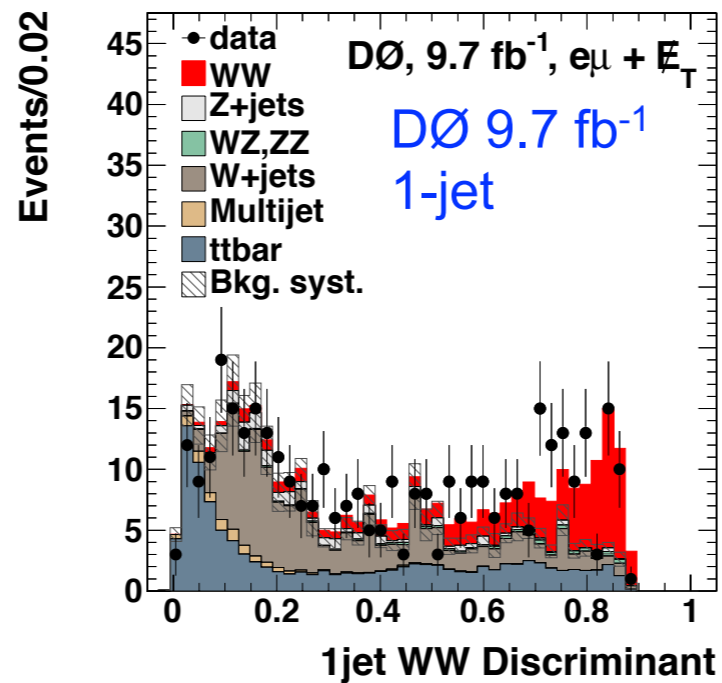 Events/0.02
45
40
35
30
25
20
15
10
5
0
data
WW
Z+jets
WZ,ZZ
W+jets
Multijet
ttbar
Bkg. syst.
DØ, 9.7 fb⁻¹, eμ + E̸_T
DØ 9.7 fb⁻¹
1-jet
0 0.2 0.4 0.6 0.8 1
1jet WW Discriminant